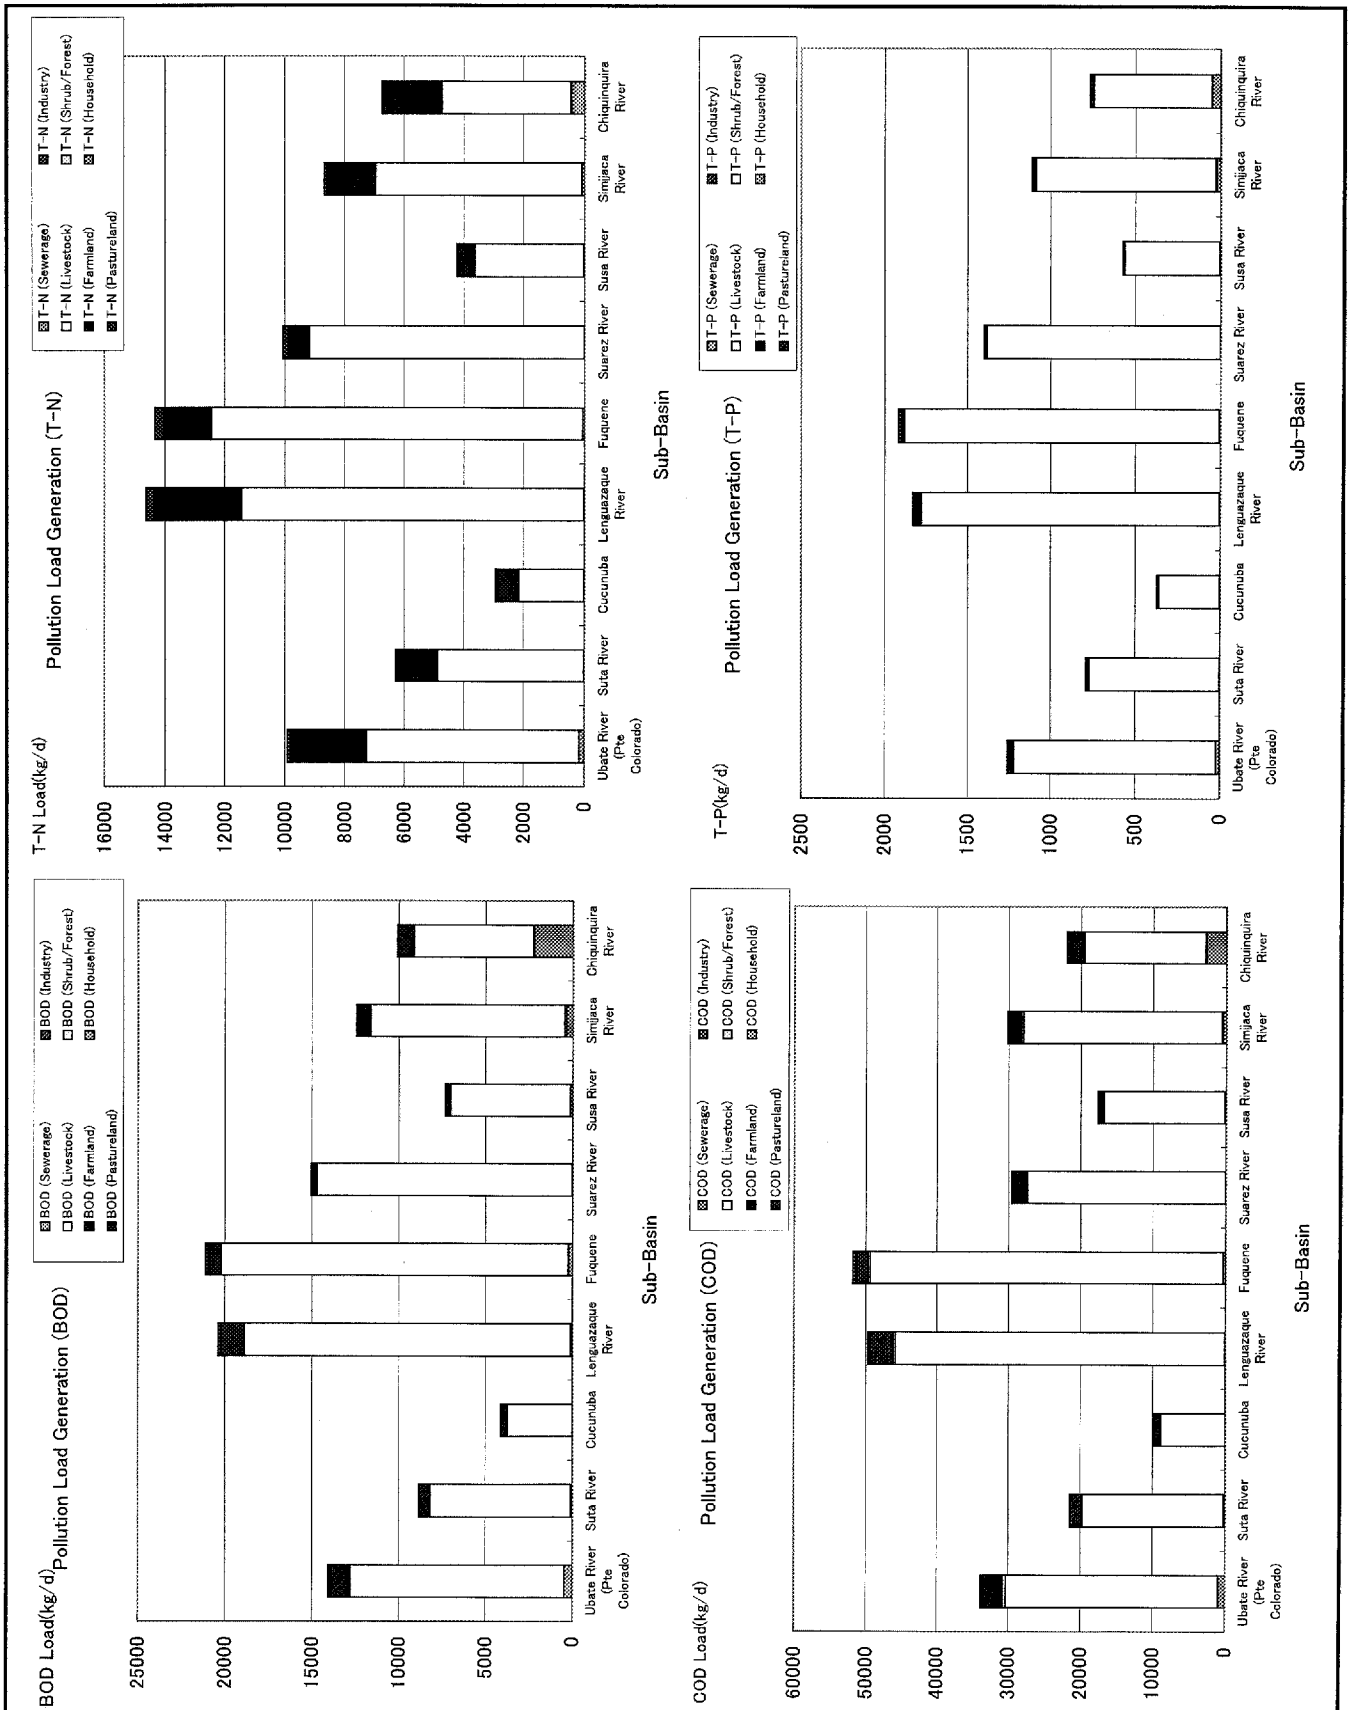 BOD Load(kg/d)
Pollution Load Generation (BOD)
BOD (Sewerage)
BOD (Industry)
BOD (Livestock)
BOD (Shrub/Forest)
BOD (Farmland)
BOD (Household)
BOD (Pastureland)
25000
20000
15000
10000
5000
0
Ubate River
(Pte
Colorado)
Suta River
Cucunuba
Lenguazaque
River
Fuquene
Suarez River
Susa River
Simijaca
River
Chiquinquira
River
Sub-Basin
T-N Load(kg/d)
Pollution Load Generation (T-N)
T-N (Sewerage)
T-N (Industry)
T-N (Livestock)
T-N (Shrub/Forest)
T-N (Farmland)
T-N (Household)
T-N (Pastureland)
16000
14000
12000
10000
8000
6000
4000
2000
0
Ubate River
(Pte
Colorado)
Suta River
Cucunuba
Lenguazaque
River
Fuquene
Suarez River
Susa River
Simijaca
River
Chiquinquira
River
Sub-Basin
COD Load(kg/d)
Pollution Load Generation (COD)
COD (Sewerage)
COD (Industry)
COD (Livestock)
COD (Shrub/Forest)
COD (Farmland)
COD (Household)
COD (Pastureland)
60000
50000
40000
30000
20000
10000
0
Ubate River
(Pte
Colorado)
Suta River
Cucunuba
Lenguazaque
River
Fuquene
Suarez River
Susa River
Simijaca
River
Chiquinquira
River
Sub-Basin
T-P(kg/d)
Pollution Load Generation (T-P)
T-P (Sewerage)
T-P (Industry)
T-P (Livestock)
T-P (Shrub/Forest)
T-P (Farmland)
T-P (Household)
T-P (Pastureland)
2500
2000
1500
1000
500
0
Ubate River
(Pte
Colorado)
Suta River
Cucunuba
Lenguazaque
River
Fuquene
Suarez River
Susa River
Simijaca
River
Chiquinquira
River
Sub-Basin